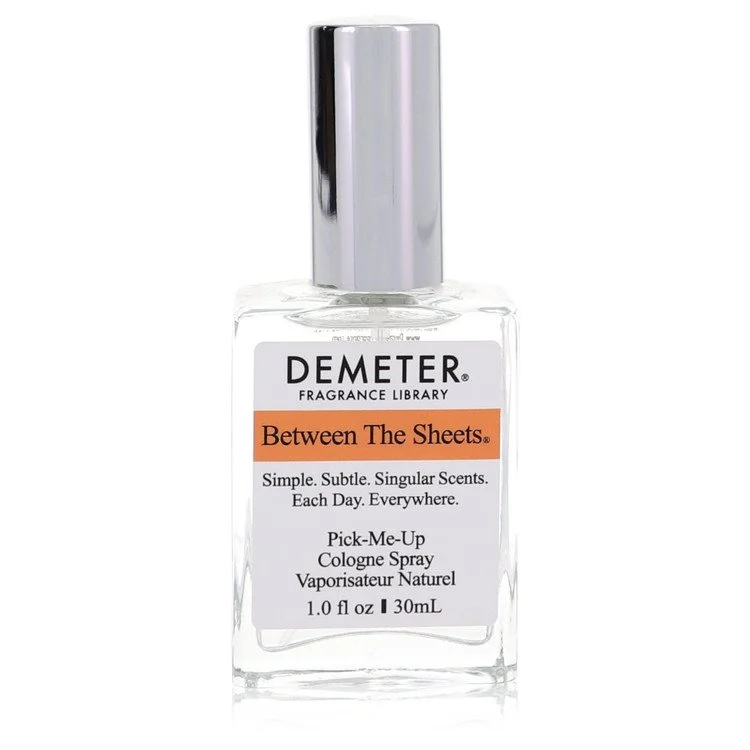 DEMETER®
FRAGRANCE LIBRARY
Between The Sheets®
Simple. Subtle. Singular Scents.
Each Day. Everywhere.
Pick-Me-Up
Cologne Spray
Vaporisateur Naturel
1.0 fl oz ❚ 30mL